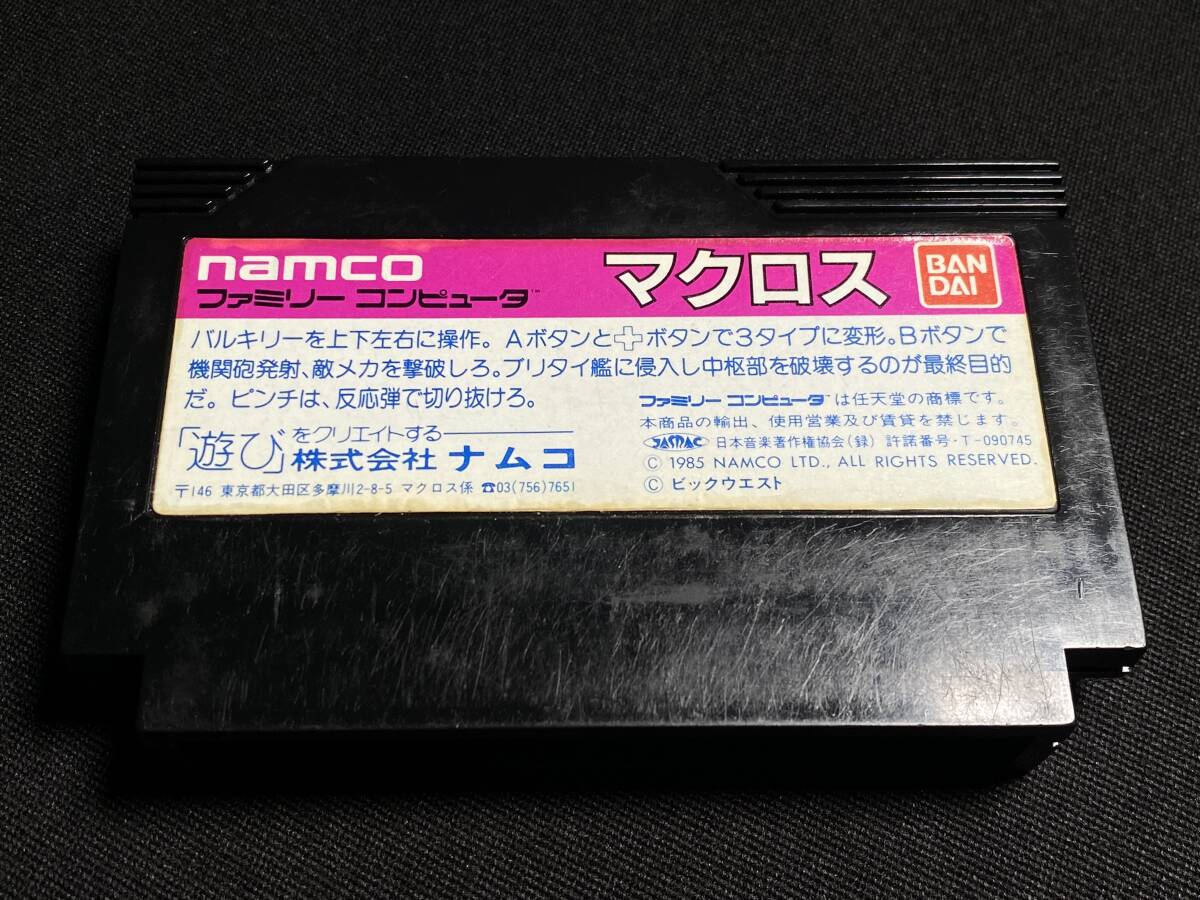 namco
ファミリー コンピュータ™
マクロス
BAN
DAI
バルキリーを上下左右に操作。Aボタンと十ボタンで3タイプに変形。Bボタンで
機関砲発射、敵メカを撃破しろ。ブリタイ艦に侵入し中枢部を破壊するのが最終目的
だ。ピンチは、反応弾で切り抜けろ。
「遊び」をクリエイトする
株式会社 ナムコ
〒146 東京都大田区多摩川2-8-5 マクロス係 ☎03(756)7651
ファミリー コンピュータ™は任天堂の商標です。
本商品の輸出、使用営業及び賃貸を禁じます。
JASRAC 日本音楽著作権協会(録) 許諾番号・T-090745
© 1985 NAMCO LTD., ALL RIGHTS RESERVED.
© ビックウエスト